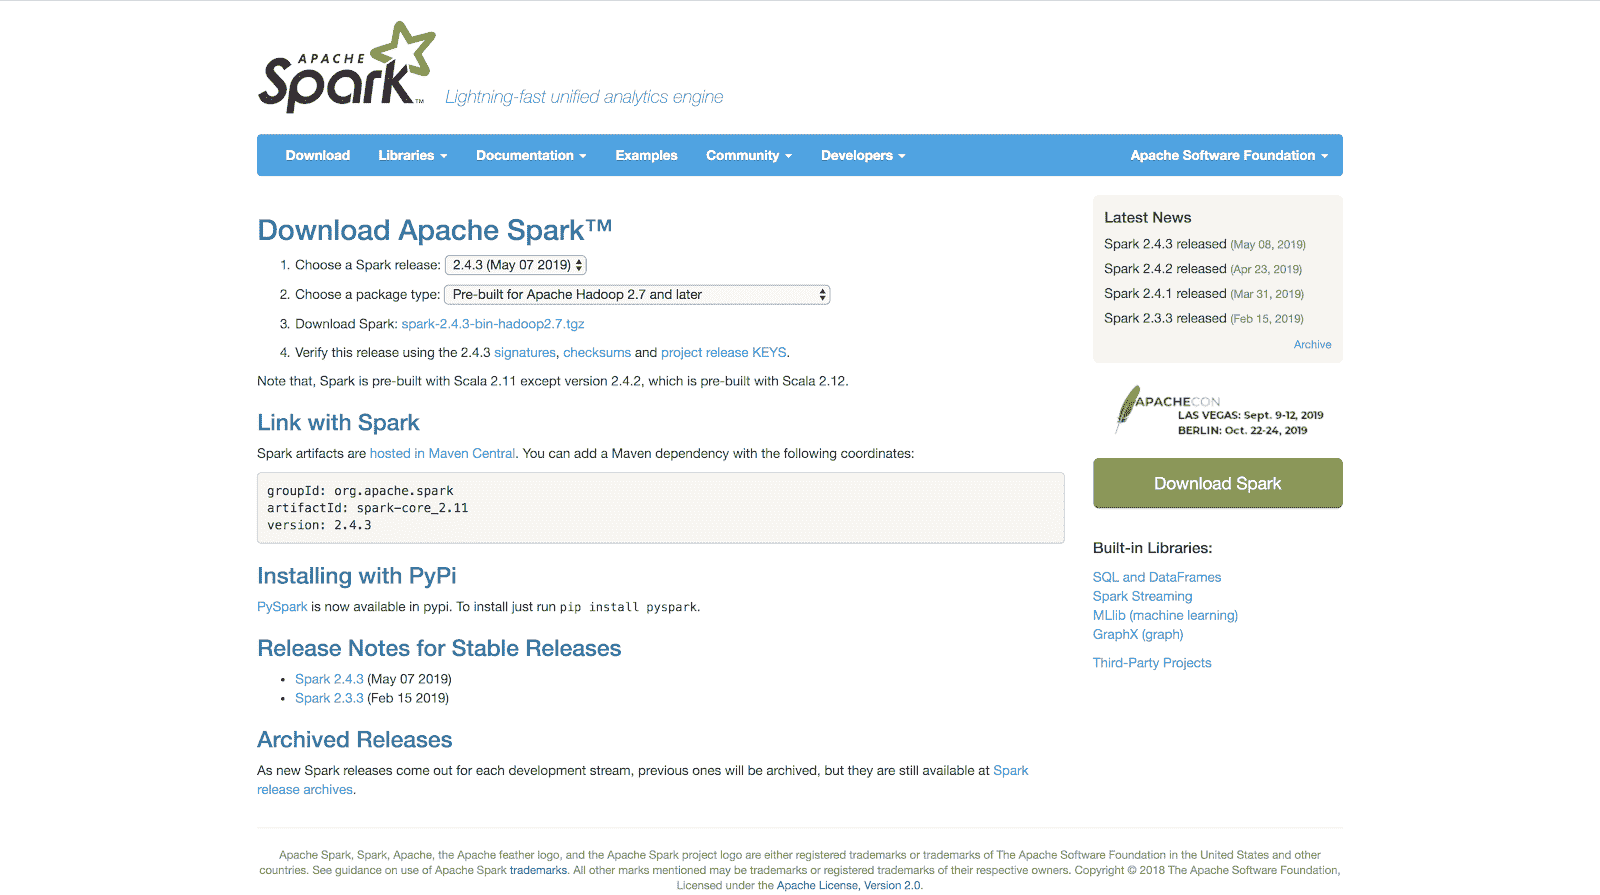 APACHE
Spark™
Lightning-fast unified analytics engine
Download Libraries Documentation Examples Community Developers Apache Software Foundation
Download Apache Spark™
1. Choose a Spark release: 2.4.3 (May 07 2019)
2. Choose a package type: Pre-built for Apache Hadoop 2.7 and later
3. Download Spark: spark-2.4.3-bin-hadoop2.7.tgz
4. Verify this release using the 2.4.3 signatures, checksums and project release KEYS.
Note that, Spark is pre-built with Scala 2.11 except version 2.4.2, which is pre-built with Scala 2.12.
Link with Spark
Spark artifacts are hosted in Maven Central. You can add a Maven dependency with the following coordinates:
groupId: org.apache.spark
artifactId: spark-core_2.11
version: 2.4.3
Installing with PyPi
PySpark is now available in pypi. To install just run pip install pyspark.
Release Notes for Stable Releases
• Spark 2.4.3 (May 07 2019)
• Spark 2.3.3 (Feb 15 2019)
Archived Releases
As new Spark releases come out for each development stream, previous ones will be archived, but they are still available at Spark
release archives.
Latest News
Spark 2.4.3 released (May 08, 2019)
Spark 2.4.2 released (Apr 23, 2019)
Spark 2.4.1 released (Mar 31, 2019)
Spark 2.3.3 released (Feb 15, 2019)
Archive
APACHECON
LAS VEGAS: Sept. 9-12, 2019
BERLIN: Oct. 22-24, 2019
Download Spark
Built-in Libraries:
SQL and DataFrames
Spark Streaming
MLlib (machine learning)
GraphX (graph)
Third-Party Projects
Apache Spark, Spark, Apache, the Apache feather logo, and the Apache Spark project logo are either registered trademarks or trademarks of The Apache Software Foundation in the United States and other
countries. See guidance on use of Apache Spark trademarks. All other marks mentioned may be trademarks or registered trademarks of their respective owners. Copyright © 2018 The Apache Software Foundation,
Licensed under the Apache License, Version 2.0.